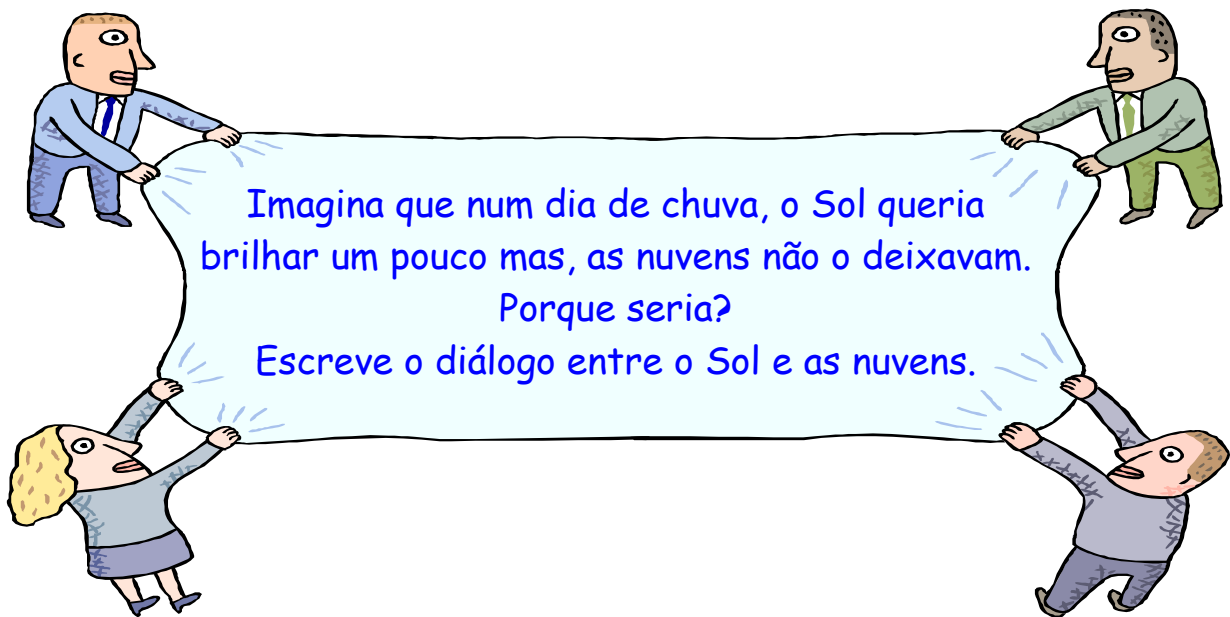 Imagina que num dia de chuva, o Sol queria
brilhar um pouco mas, as nuvens não o deixavam.
Porque seria?
Escreve o diálogo entre o Sol e as nuvens.